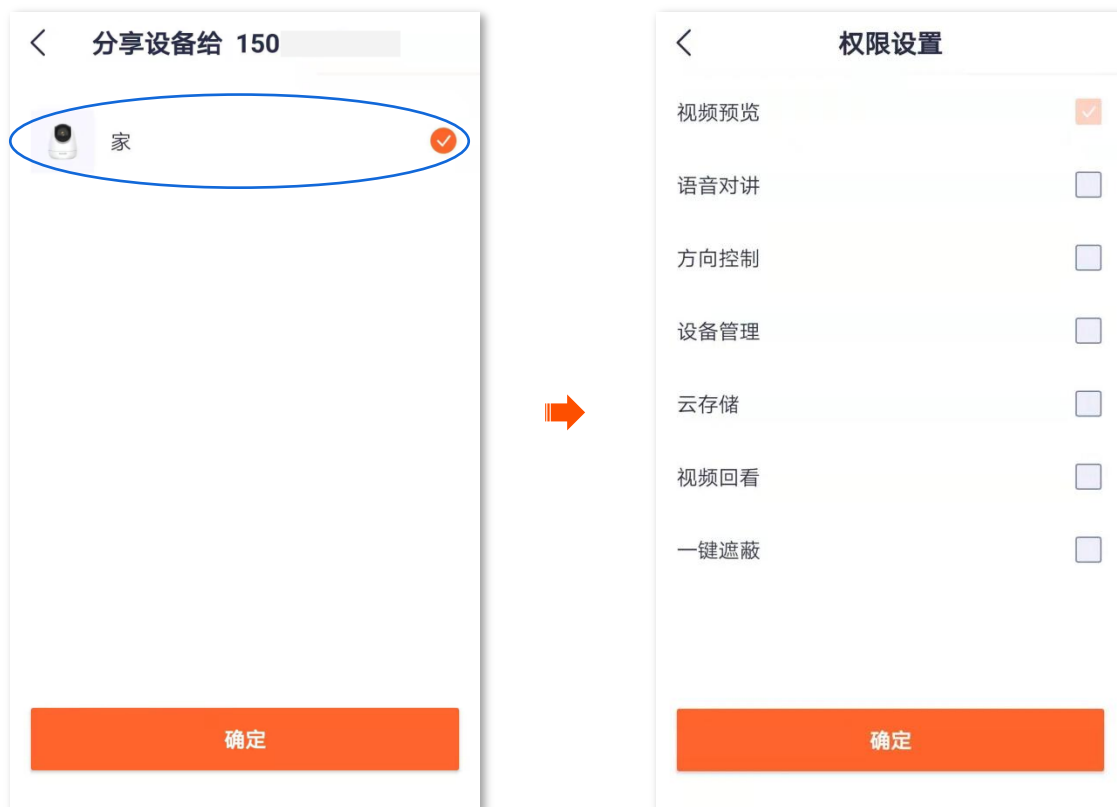 分享设备给 150
家
确定
权限设置
视频预览
语音对讲
方向控制
设备管理
云存储
视频回看
一键遮蔽
确定